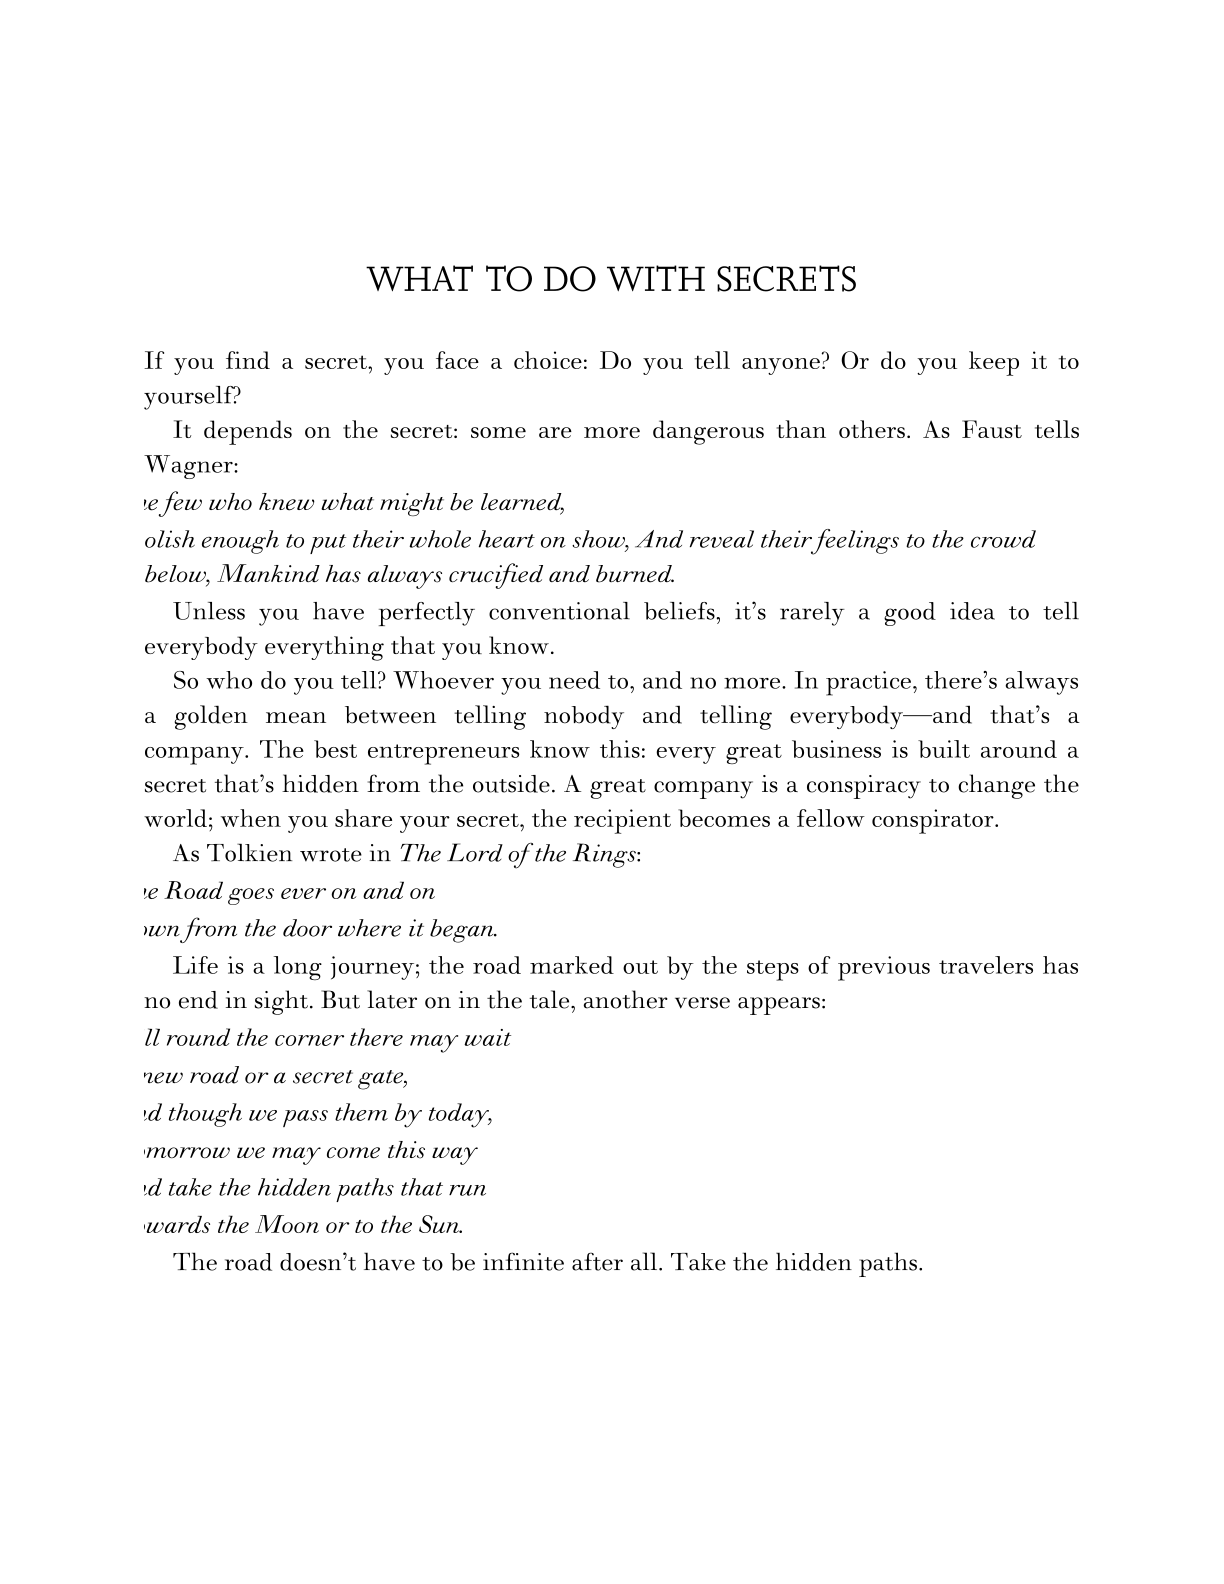 WHAT TO DO WITH SECRETS
If you find a secret, you face a choice: Do you tell anyone? Or do you keep it to
yourself?
It depends on the secret: some are more dangerous than others. As Faust tells
Wagner:
e few who knew what might be learned,
olish enough to put their whole heart on show, And reveal their feelings to the crowd
below, Mankind has always crucified and burned.
Unless you have perfectly conventional beliefs, it’s rarely a good idea to tell
everybody everything that you know.
So who do you tell? Whoever you need to, and no more. In practice, there’s always
a golden mean between telling nobody and telling everybody—and that’s a
company. The best entrepreneurs know this: every great business is built around a
secret that’s hidden from the outside. A great company is a conspiracy to change the
world; when you share your secret, the recipient becomes a fellow conspirator.
As Tolkien wrote in The Lord of the Rings:
e Road goes ever on and on
wn from the door where it began.
Life is a long journey; the road marked out by the steps of previous travelers has
no end in sight. But later on in the tale, another verse appears:
ll round the corner there may wait
new road or a secret gate,
d though we pass them by today,
morrow we may come this way
d take the hidden paths that run
wards the Moon or to the Sun.
The road doesn’t have to be infinite after all. Take the hidden paths.